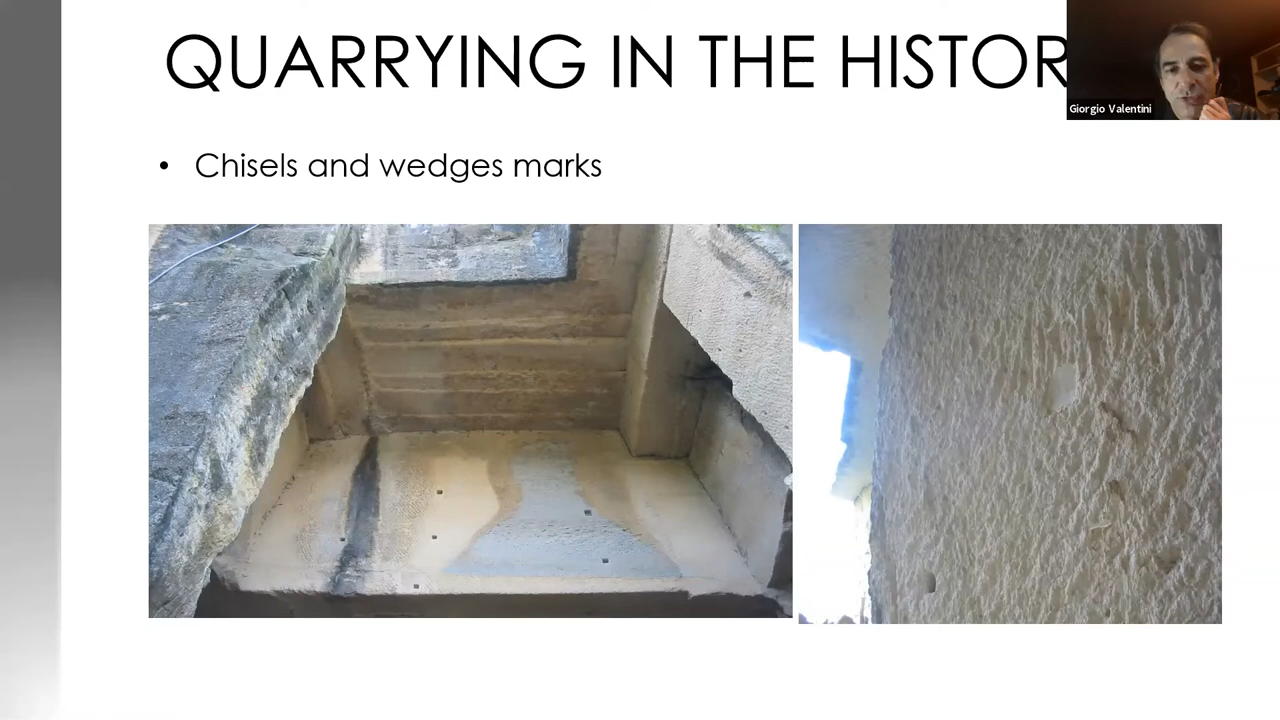 QUARRYING IN THE HISTOR
Giorgio Valentini
• Chisels and wedges marks